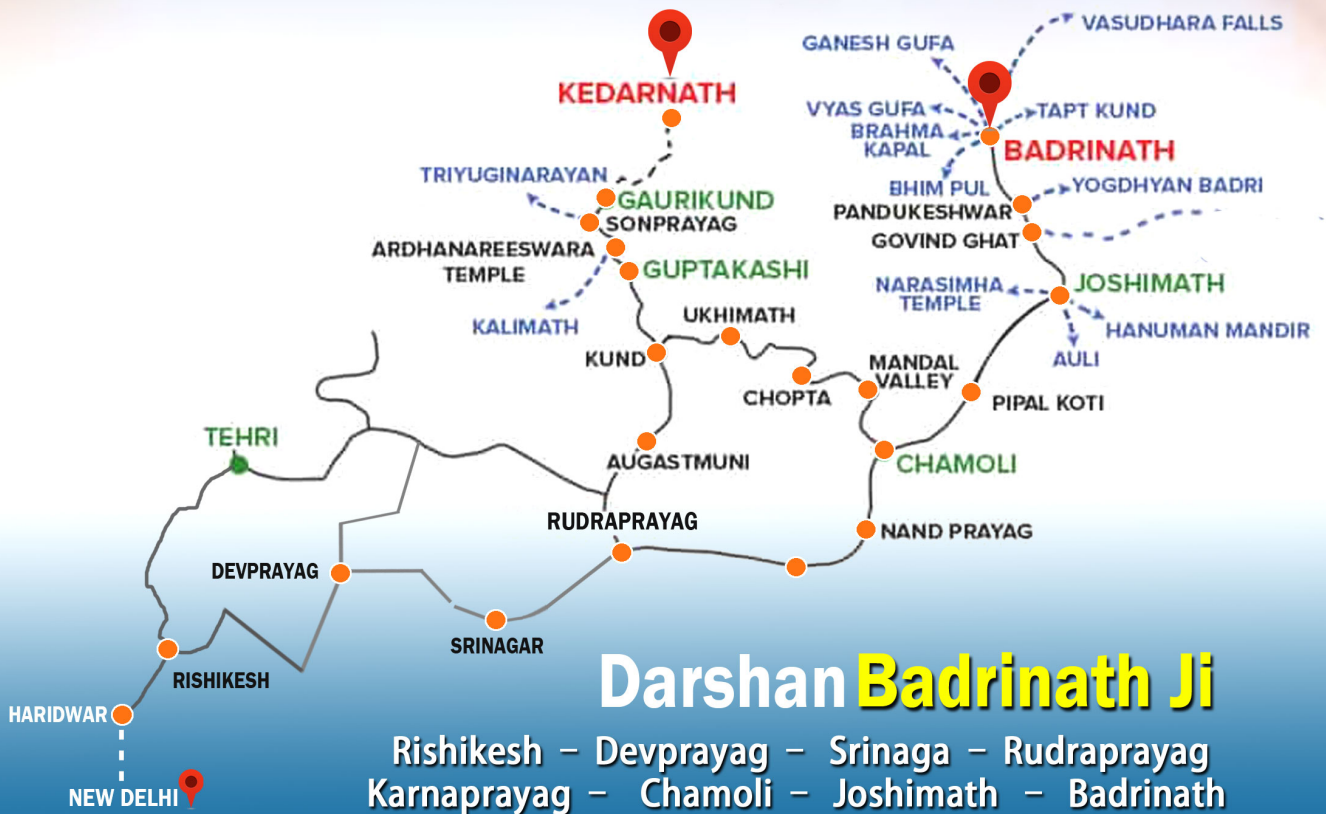 VASUDHARA FALLS
GANESH GUFA
KEDARNATH
VYAS GUFA
TAPT KUND
BRAHMA
KAPAL
BADRINATH
TRIYUGINARAYAN
BHIM PUL
YOGDHYAN BADRI
GAURIKUND
PANDUKESHWAR
SONPRAYAG
GOVIND GHAT
ARDHANAREESWARA
TEMPLE
GUPTAKASHI
NARASIMHA
TEMPLE
JOSHIMATH
KALIMATH
UKHIMATH
HANUMAN MANDIR
KUND
AULI
MANDAL
VALLEY
CHOPTA
PIPAL KOTI
TEHRI
AUGASTMUNI
CHAMOLI
RUDRAPRAYAG
NAND PRAYAG
DEVPRAYAG
SRINAGAR
RISHIKESH
HARIDWAR
NEW DELHI
Darshan Badrinath Ji
Rishikesh – Devprayag – Srinaga – Rudraprayag
Karnaprayag – Chamoli – Joshimath – Badrinath